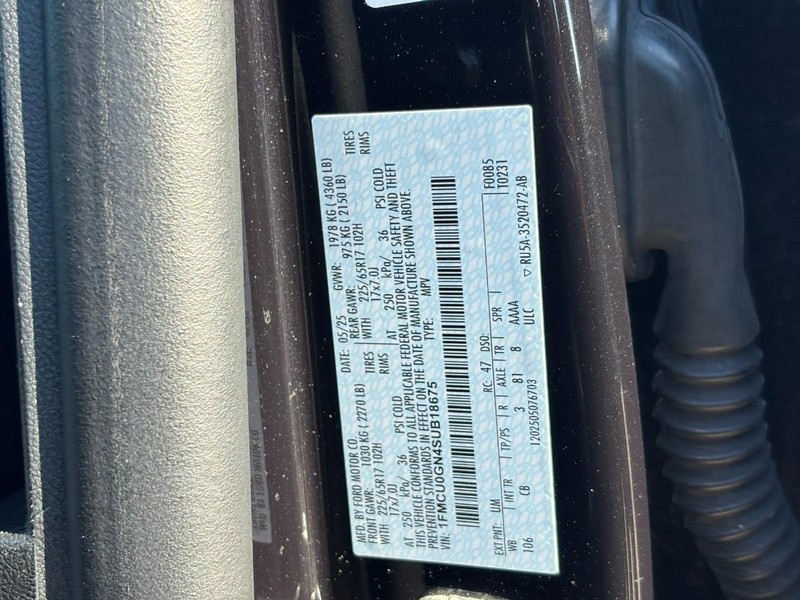 MFD. BY FORD MOTOR CO.
DATE: 05/25 GVWR: 1978 KG ( 4360 LB)
FRONT GAWR: 1030 KG ( 2270 LB) REAR GAWR: 975 KG ( 2150 LB)
WITH 225/65R17 102H TIRES WITH 225/65R17 102H TIRES
17x7.0J RIMS 17x7.0J RIMS
AT 250 kPa/ 36 PSI COLD AT 250 kPa/ 36 PSI COLD
THIS VEHICLE CONFORMS TO ALL APPLICABLE FEDERAL MOTOR VEHICLE SAFETY AND THEFT
PREVENTION STANDARDS IN EFFECT ON THE DATE OF MANUFACTURE SHOWN ABOVE.
VIN: 1FMCU0GN4SUB18675 TYPE: MPV
F0085
T0231
EXT PNT: UM RC: 47 DSO:
WB INT TR TP/PS R AXLE TR SPR
106 CB 3 81 8 AAAA
1202505076703 ULC ▽ RU5A-3520472-AB